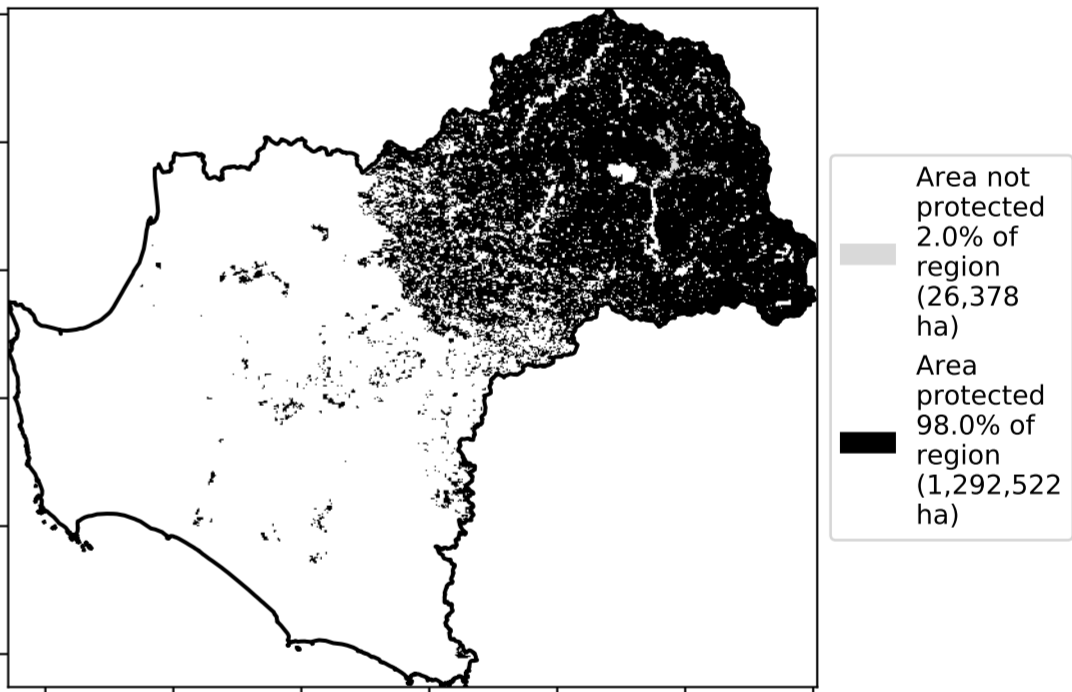 Area not
protected
2.0% of
region
(26,378
ha)
Area
protected
98.0% of
region
(1,292,522
ha)